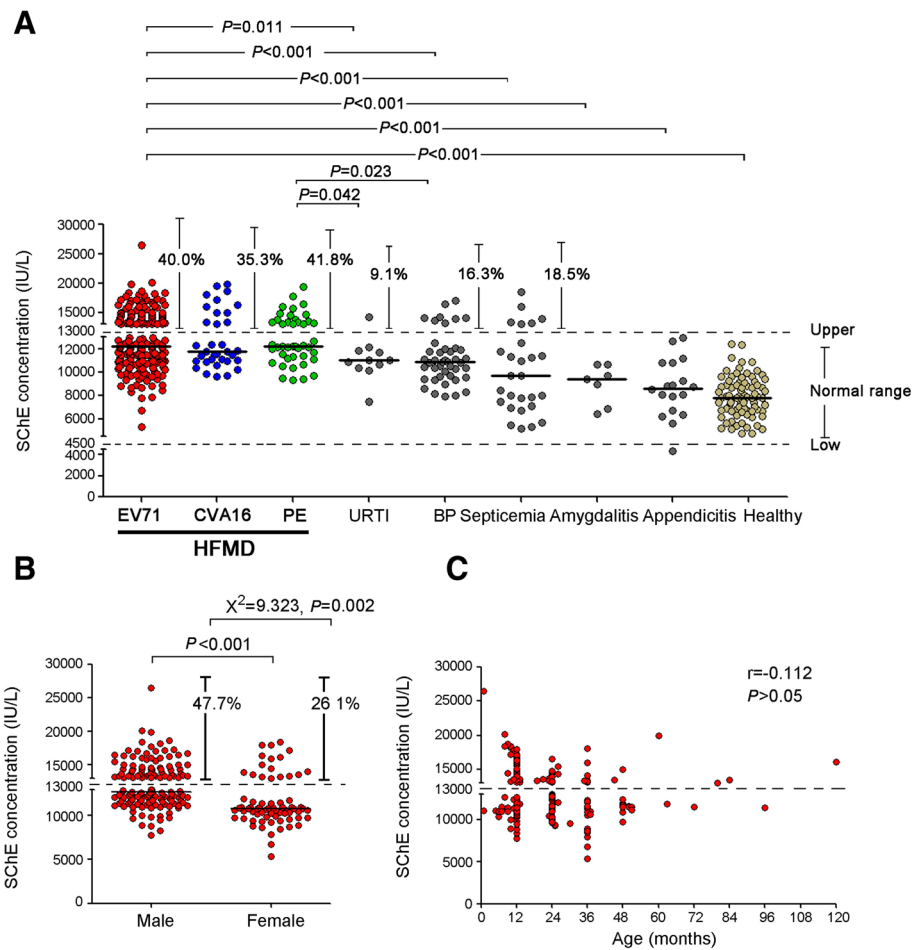 A
P=0.011
P<0.001
P<0.001
P<0.001
P<0.001
P<0.001
P=0.023
P=0.042
SChE concentration (IU/L)
30000
25000
20000
15000
13000
12000
10000
8000
6000
4500
4000
2000
0
40.0%
35.3%
41.8%
9.1%
16.3%
18.5%
Upper
Normal range
Low
EV71 CVA16 PE URTI BP Septicemia Amygdalitis Appendicitis Healthy
HFMD
B
X²=9.323, P=0.002
P<0.001
SChE concentration (IU/L)
30000
25000
20000
15000
13000
10000
5000
0
47.7%
26 1%
Male Female
C
r=-0.112
P>0.05
SChE concentration (IU/L)
30000
25000
20000
15000
13000
10000
5000
0
0 12 24 36 48 60 72 84 96 108 120
Age (months)